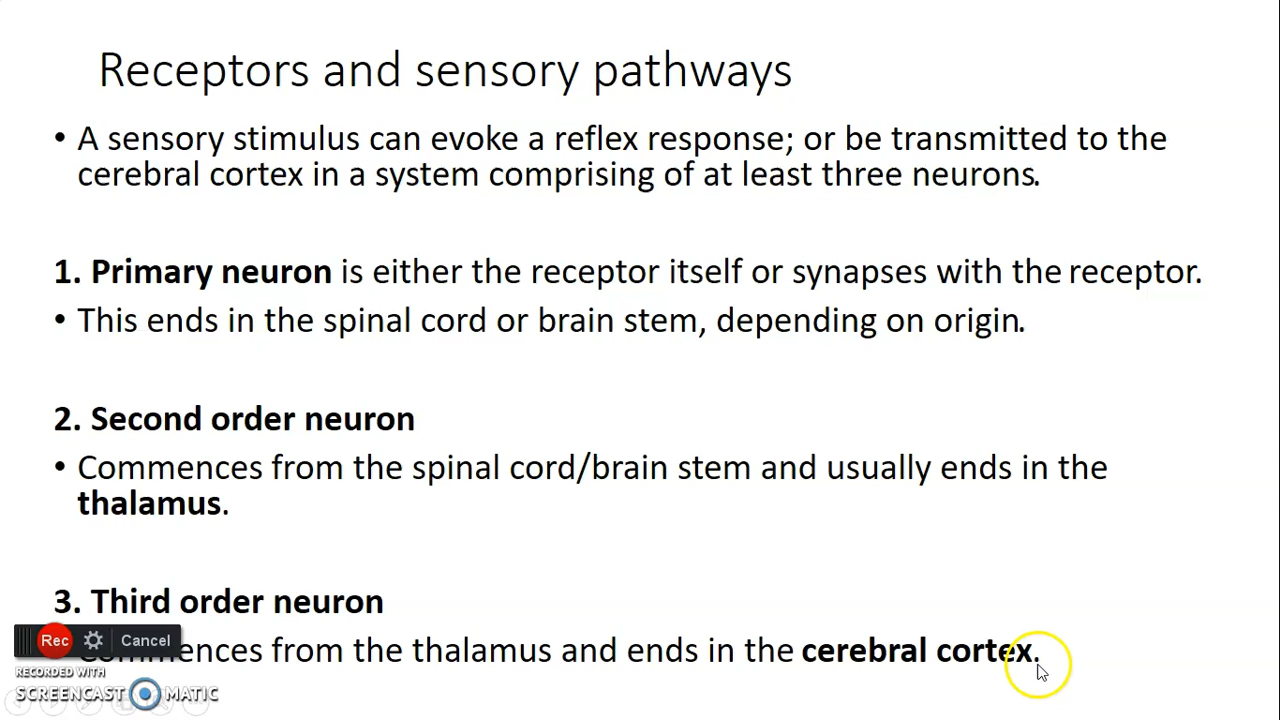 Receptors and sensory pathways
• A sensory stimulus can evoke a reflex response; or be transmitted to the
cerebral cortex in a system comprising of at least three neurons.
1. Primary neuron is either the receptor itself or synapses with the receptor.
• This ends in the spinal cord or brain stem, depending on origin.
2. Second order neuron
• Commences from the spinal cord/brain stem and usually ends in the
thalamus.
3. Third order neuron
Rec Cancel
Commences from the thalamus and ends in the cerebral cortex.
RECORDED WITH
SCREENCAST MATIC